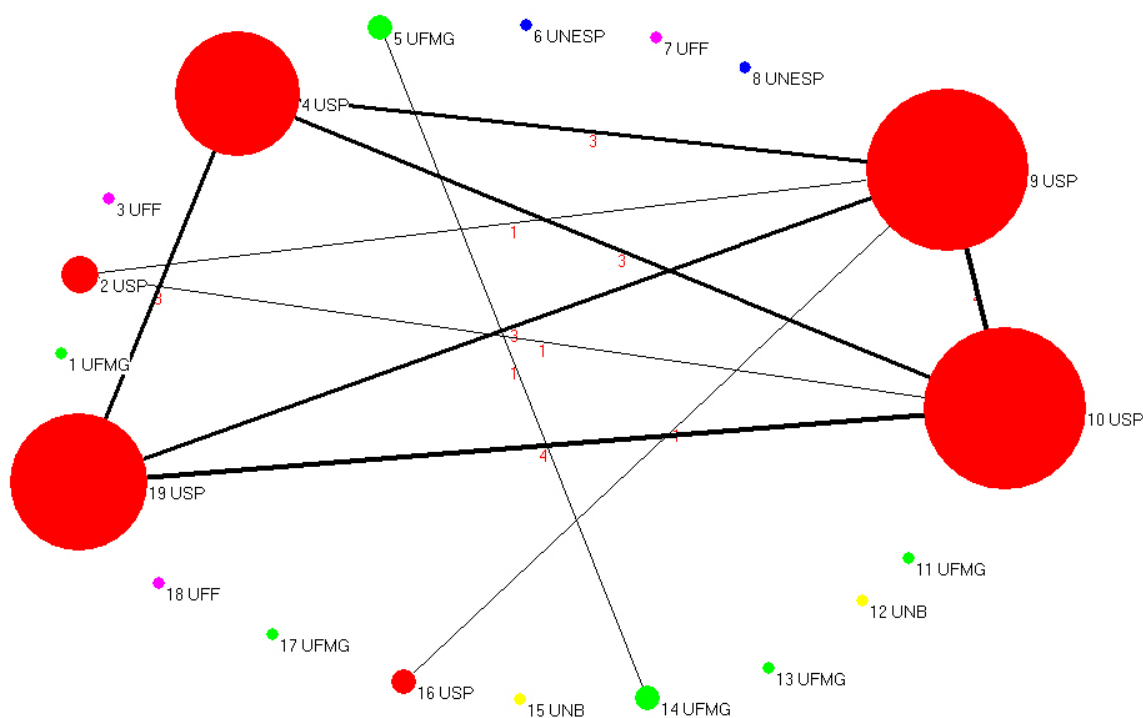 5 UFMG
6 UNESP
7 UFF
8 UNESP
4 USP
3
9 USP
3 UFF
1
3
2 USP
3
3
1
1 UFMG
1
10 USP
1
4
19 USP
11 UFMG
18 UFF
12 UNB
17 UFMG
13 UFMG
16 USP
15 UNB
14 UFMG